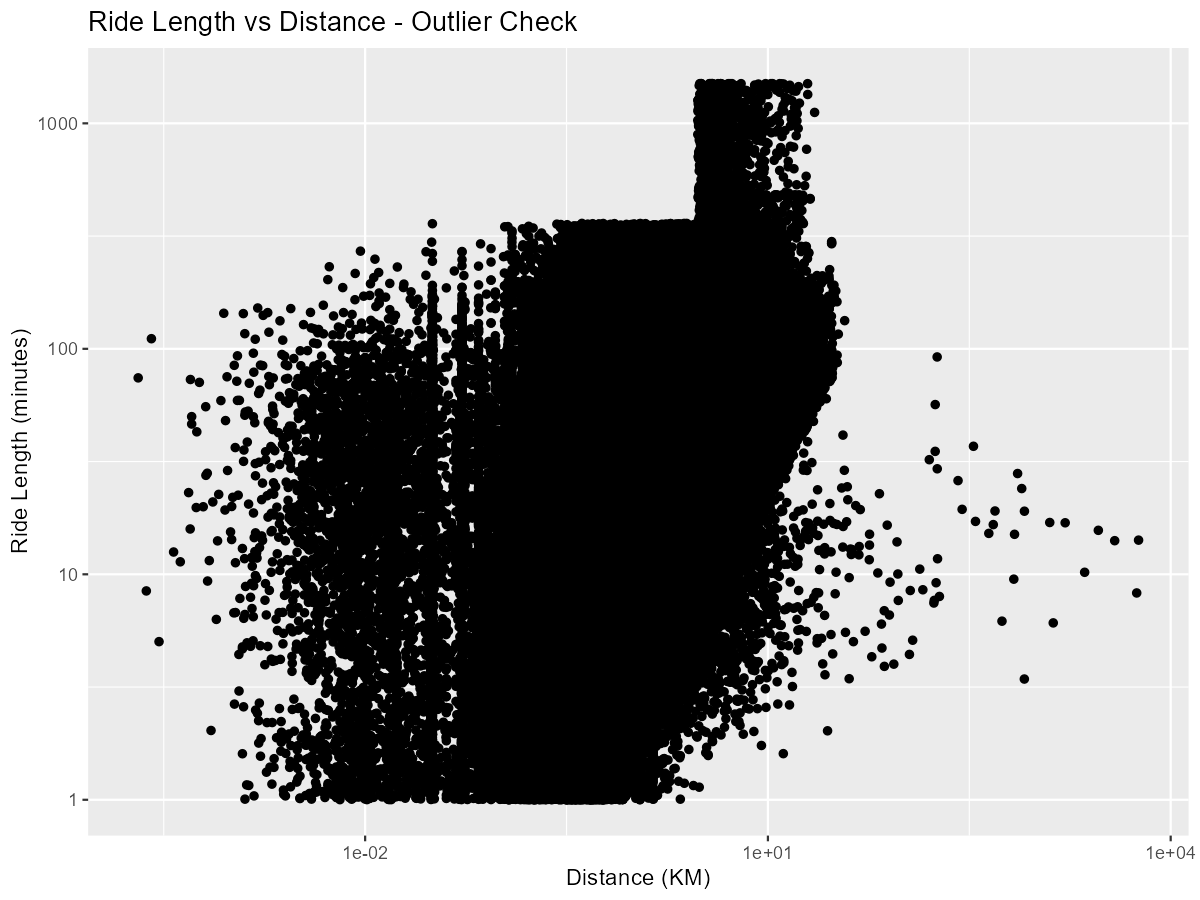 Ride Length vs Distance - Outlier Check
Ride Length (minutes)
1000
100
10
1
1e-02
1e+01
1e+04
Distance (KM)